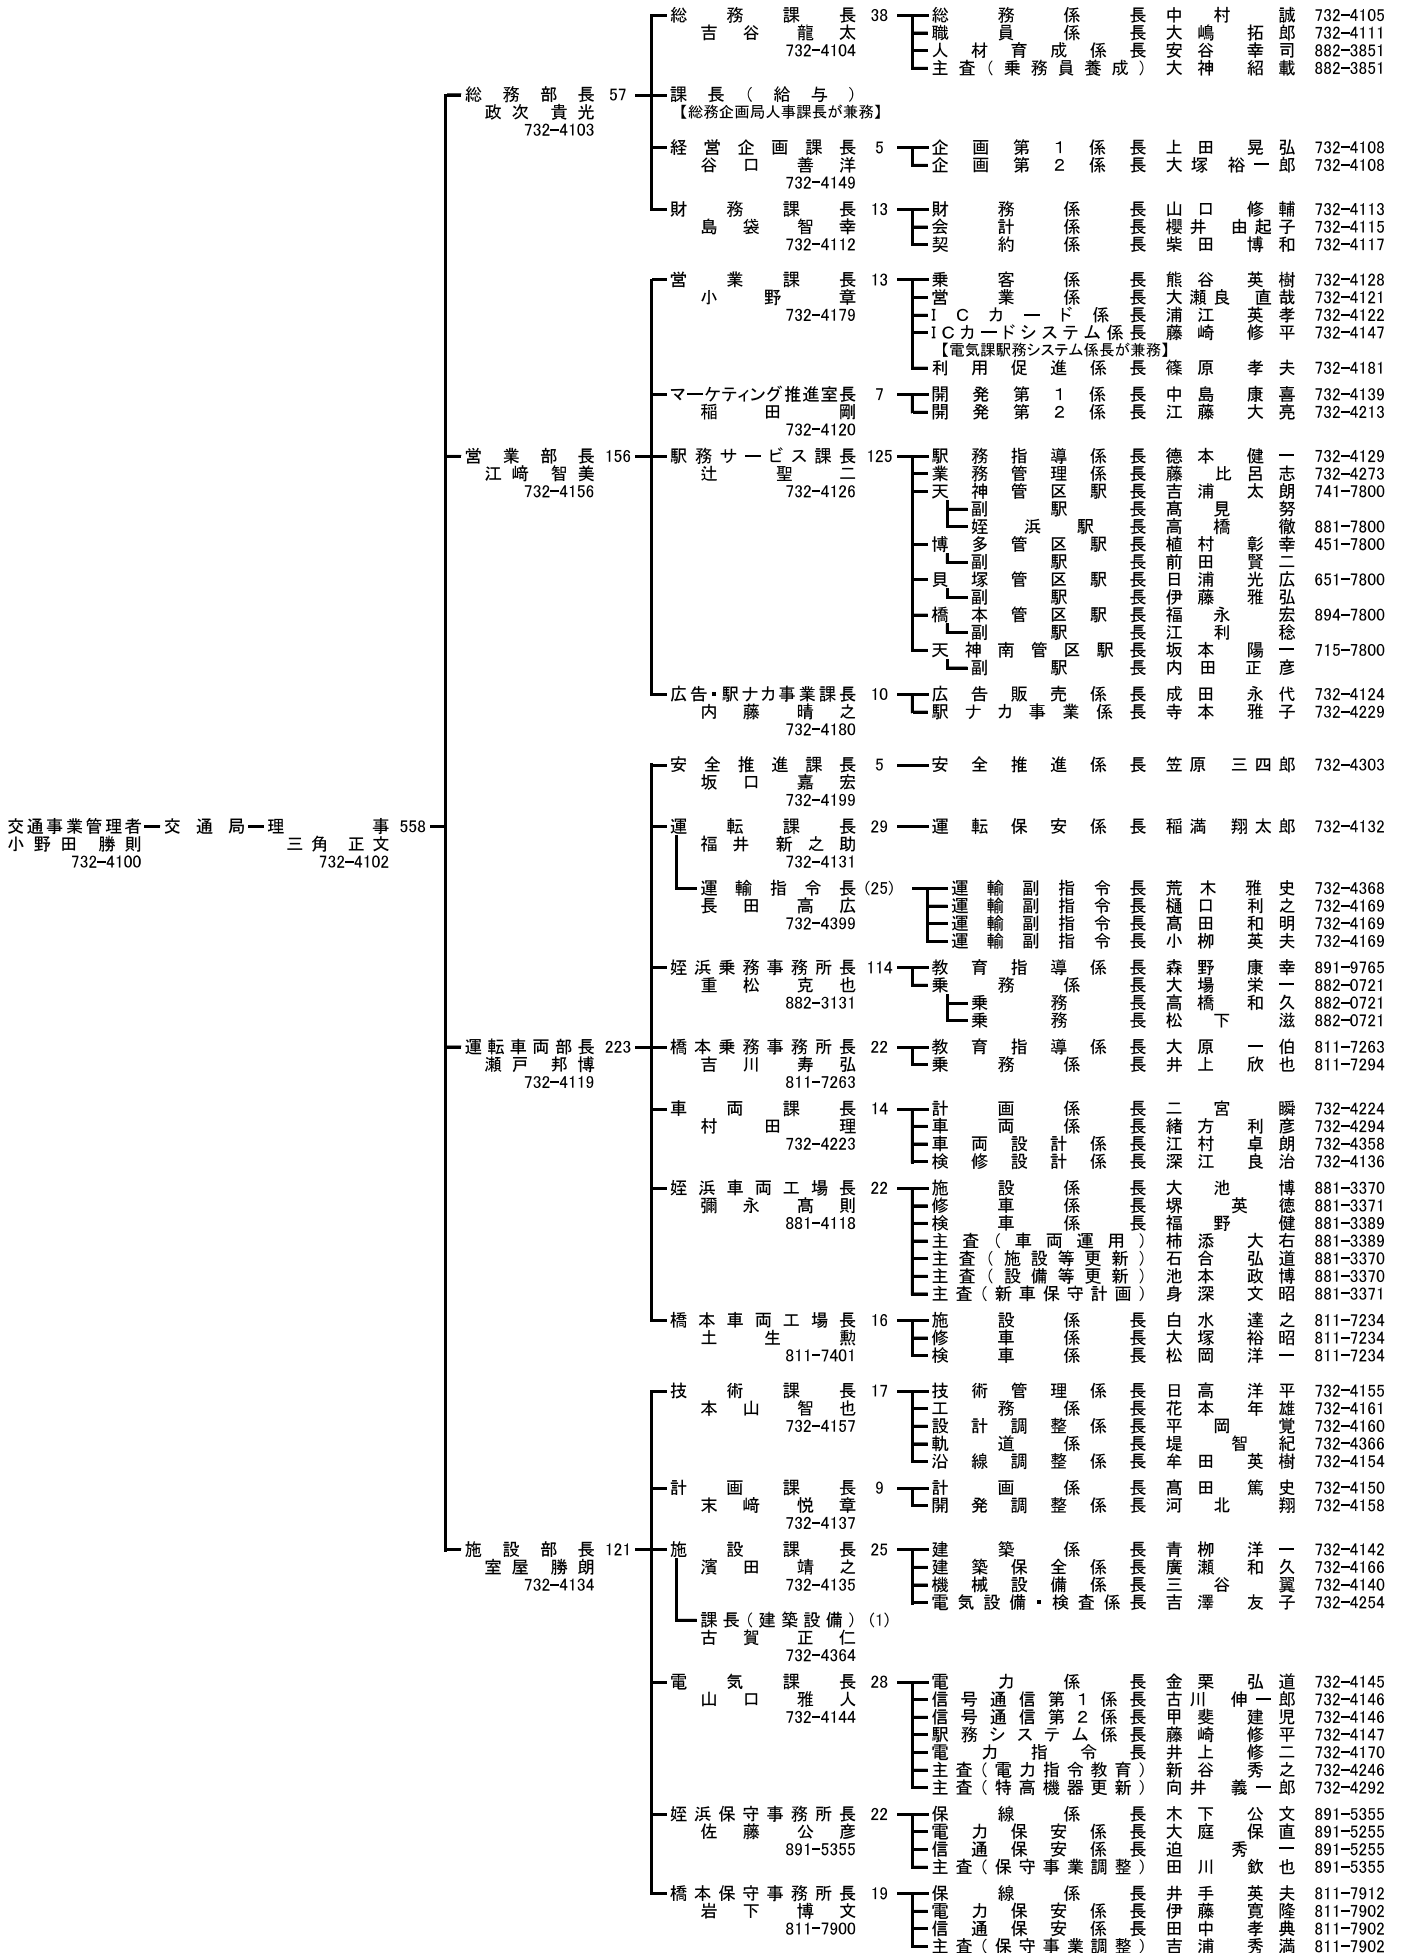 総務課長 38 総務係長 中村誠 732-4105
吉谷龍太 職員係長 大嶋拓郎 732-4111
732-4104 人材育成係長 安谷幸司 882-3851
主査(乗務員養成) 大神紹載 882-3851
総務部長 57 課長(給与)
政次貴光 【総務企画局人事課長が兼務】
732-4103
経営企画課長 5 企画第1係長 上田晃弘 732-4108
谷口善洋 企画第2係長 大塚裕一郎 732-4108
732-4149
財務課長 13 財務係長 山口修輔 732-4113
島袋智幸 会計係長 櫻井由起子 732-4115
732-4112 契約係長 柴田博和 732-4117
営業課長 13 乗客係長 熊谷英樹 732-4128
小野章 営業係長 大瀬良直哉 732-4121
732-4179 ICカード係長 浦江英孝 732-4122
ICカードシステム係長 藤崎修平 732-4147
【電気課駅務システム係長が兼務】
利用促進係長 篠原孝夫 732-4181
マーケティング推進室長 7 開発第1係長 中島康喜 732-4139
稲田剛 開発第2係長 江藤大亮 732-4213
732-4120
営業部長 156 駅務サービス課長 125 駅務指導係長 德本健一 732-4129
江﨑智美 辻聖二 業務管理係長 藤比呂志 732-4273
732-4156 732-4126 天神管区駅長 吉浦太朗 741-7800
副駅長 髙見努
姪浜駅長 高橋徹 881-7800
博多管区駅長 植村彰幸 451-7800
副駅長 前田賢二
貝塚管区駅長 日浦光広 651-7800
副駅長 伊藤雅弘
橋本管区駅長 福永宏 894-7800
副駅長 江利稔
天神南管区駅長 坂本陽一 715-7800
副駅長 内田正彦
広告・駅ナカ事業課長 10 広告販売係長 成田永代 732-4124
内藤晴之 駅ナカ事業係長 寺本雅子 732-4229
732-4180
安全推進課長 5 安全推進係長 笠原三四郎 732-4303
坂口嘉宏
732-4199
交通事業管理者 交通局 理事 558 運転課長 29 運転保安係長 稲満翔太郎 732-4132
小野田勝則 三角正文 福井新之助
732-4100 732-4102 732-4131
運輸指令長 (25) 運輸副指令長 荒木雅史 732-4368
長田高広 運輸副指令長 樋口利之 732-4169
732-4399 運輸副指令長 髙田和明 732-4169
運輸副指令長 小栁英夫 732-4169
姪浜乗務事務所長 114 教育指導係長 森野康幸 891-9765
重松克也 乗務係長 大場栄一 882-0721
882-3131 乗務長 高橋和久 882-0721
乗務長 松下滋 882-0721
運転車両部長 223 橋本乗務事務所長 22 教育指導係長 大原一伯 811-7263
瀬戸邦博 吉川寿弘 乗務係長 井上欣也 811-7294
732-4119 811-7263
車両課長 14 計画係長 二宮瞬 732-4224
村田理 車両係長 緒方利彦 732-4294
732-4223 車両設計係長 江村卓朗 732-4358
検修設計係長 深江良治 732-4136
姪浜車両工場長 22 施設係長 大池博 881-3370
彌永髙則 修車係長 堺英徳 881-3371
881-4118 検車係長 福野健 881-3389
主査(車両運用) 柿添大右 881-3389
主査(施設等更新) 石合弘道 881-3370
主査(設備等更新) 池本政博 881-3370
主査(新車保守計画) 身深文昭 881-3371
橋本車両工場長 16 施設係長 白水達之 811-7234
土生勲 修車係長 大塚裕昭 811-7234
811-7401 検車係長 松岡洋一 811-7234
技術課長 17 技術管理係長 日高洋平 732-4155
本山智也 工務係長 花本年雄 732-4161
732-4157 設計調整係長 平岡覚 732-4160
軌道係長 堤智紀 732-4366
沿線調整係長 牟田英樹 732-4154
計画課長 9 計画係長 髙田篤史 732-4150
末﨑悦章 開発調整係長 河北翔 732-4158
732-4137
施設部長 121 施設課長 25 建築係長 青栁洋一 732-4142
室屋勝朗 濵田靖之 建築保全係長 廣瀬和久 732-4166
732-4134 732-4135 機械設備係長 三谷翼 732-4140
電気設備・検査係長 吉澤友子 732-4254
課長(建築設備) (1)
古賀正仁
732-4364
電気課長 28 電力係長 金栗弘道 732-4145
山口雅人 信号通信第1係長 古川伸一郎 732-4146
732-4144 信号通信第2係長 甲斐建児 732-4146
駅務システム係長 藤崎修平 732-4147
電力指令長 井上修二 732-4170
主査(電力指令教育) 新谷秀之 732-4246
主査(特高機器更新) 向井義一郎 732-4292
姪浜保守事務所長 22 保線係長 木下公文 891-5355
佐藤公彦 電力保安係長 大庭保直 891-5255
891-5355 信通保安係長 迫秀一 891-5255
主査(保守事業調整) 田川欽也 891-5355
橋本保守事務所長 19 保線係長 井手英夫 811-7912
岩下博文 電力保安係長 伊藤寛隆 811-7902
811-7900 信通保安係長 田中孝典 811-7902
主査(保守事業調整) 吉浦秀満 811-7902